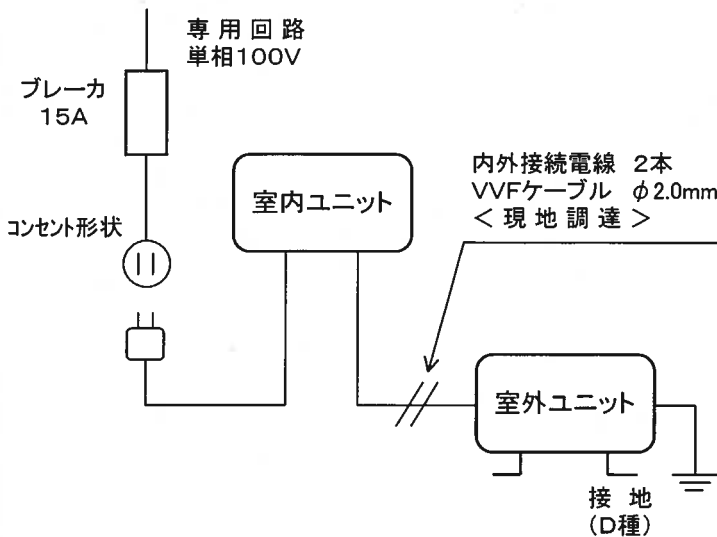 専用回路
単相100V
ブレーカ
15A
コンセント形状
室内ユニット
内外接続電線 2本
VVFケーブル φ2.0mm
＜現地調達＞
室外ユニット
接地
(D種)